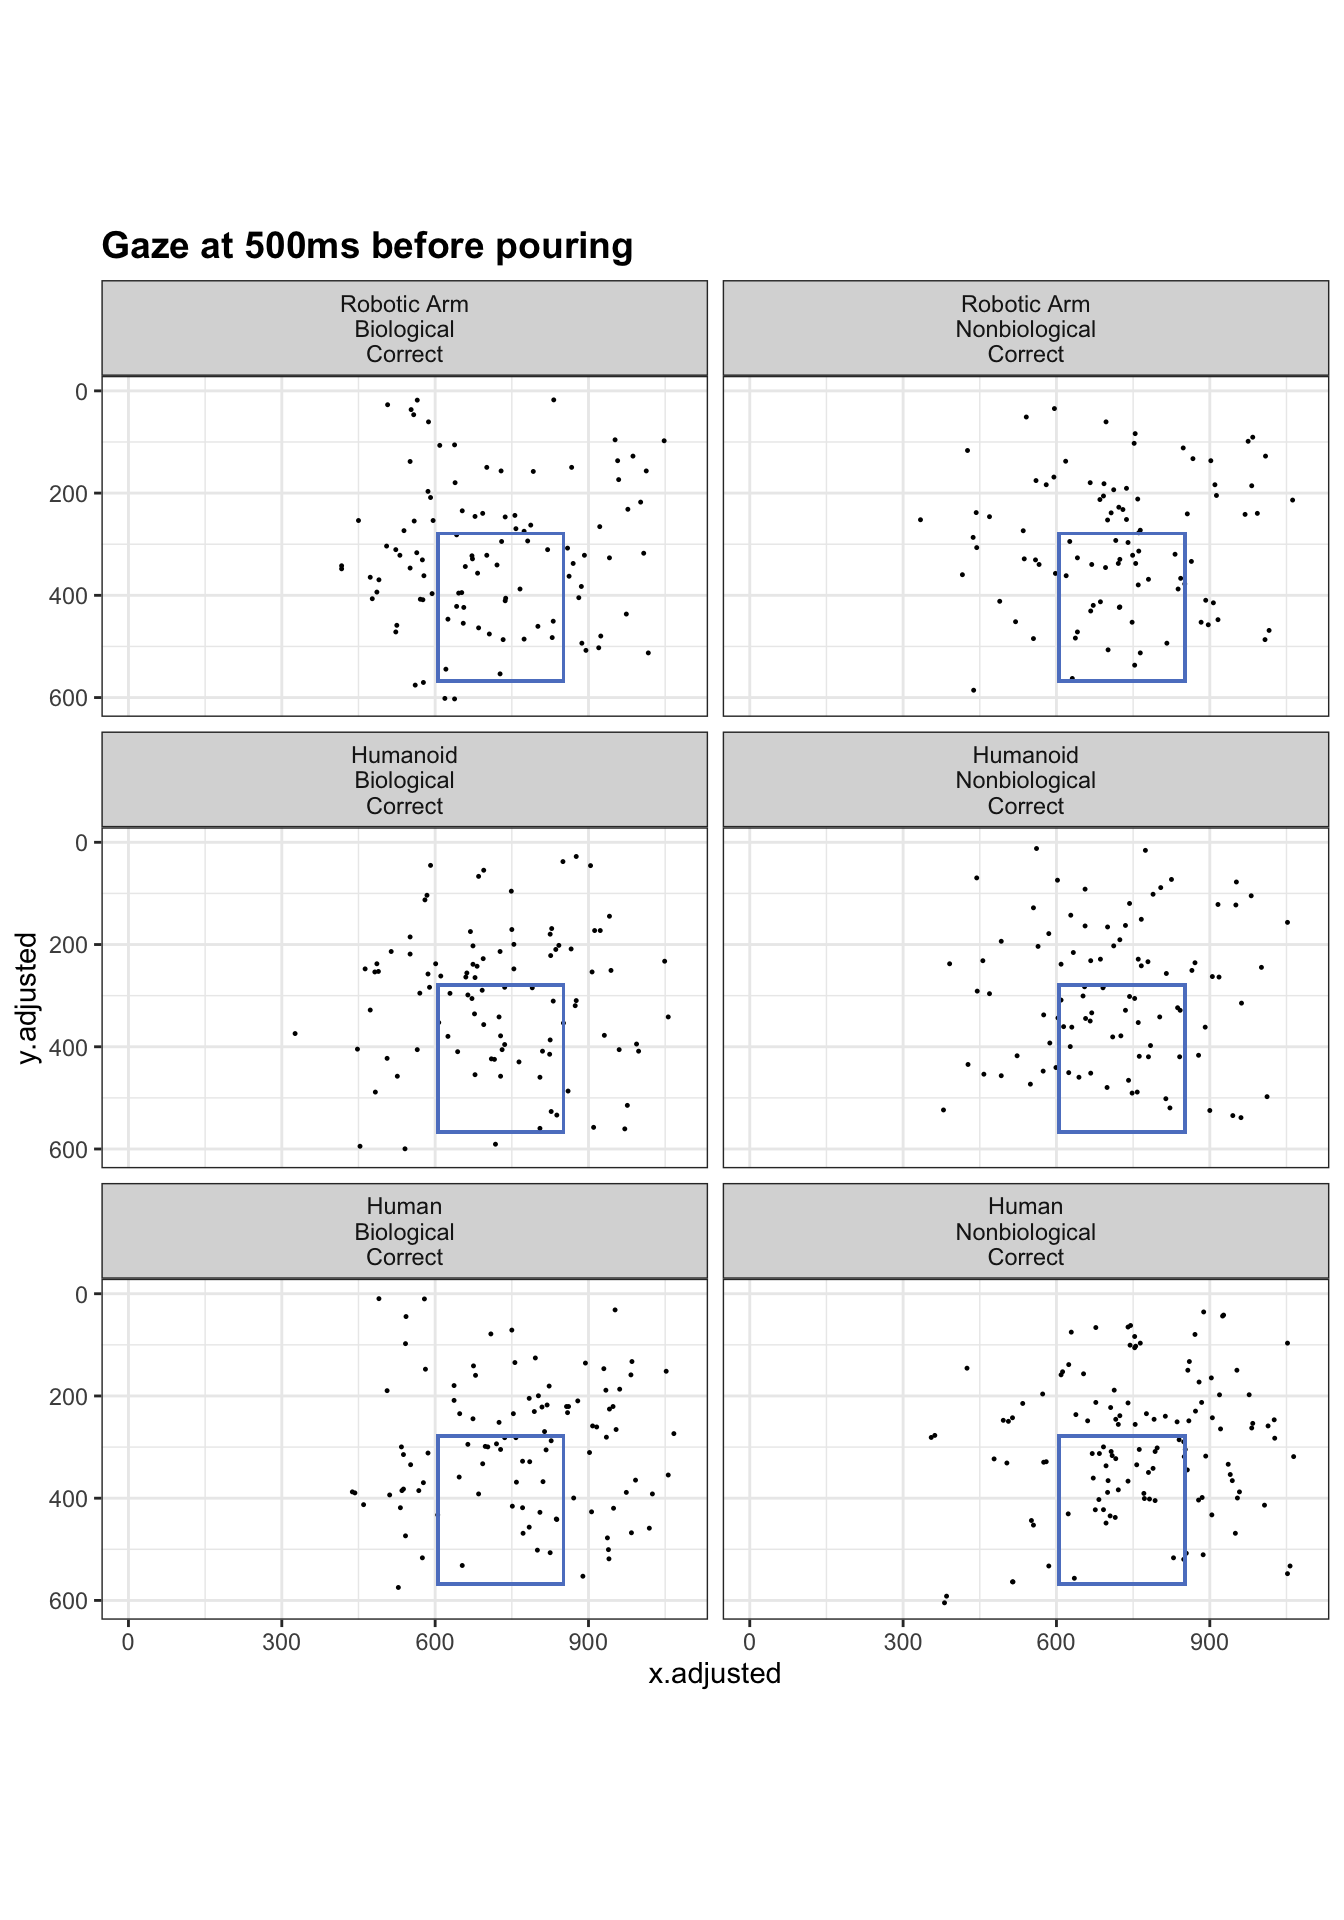 Gaze at 500ms before pouring
Robotic Arm
Biological
Correct
Robotic Arm
Nonbiological
Correct
0
200
400
600
Humanoid
Biological
Correct
Humanoid
Nonbiological
Correct
0
200
400
600
y.adjusted
Human
Biological
Correct
Human
Nonbiological
Correct
0
200
400
600
0 300 600 900 0 300 600 900
x.adjusted